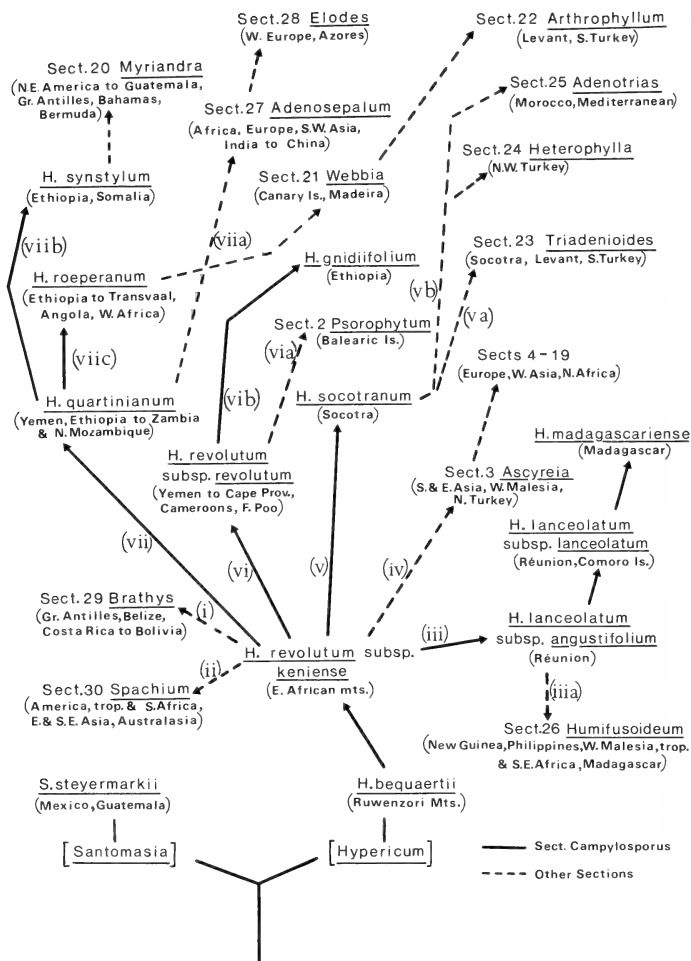 Sect.28 Elodes
(W. Europe, Azores)
Sect.22 Arthrophyllum
(Levant, S.Turkey)
Sect.20 Myriandra
(N.E. America to Guatemala,
Gr. Antilles, Bahamas,
Bermuda)
Sect.25 Adenotrias
(Morocco, Mediterranean)
Sect.27 Adenosepalum
(Africa, Europe, S.W. Asia,
India to China)
Sect.24 Heterophylla
(N.W. Turkey)
H. synstylum
(Ethiopia, Somalia)
Sect.21 Webbia
(Canary Is., Madeira)
(viib)
(viia)
Sect.23 Triadenioides
(Socotra, Levant, S.Turkey)
H. gnidiifolium
(Ethiopia)
H. roeperanum
(Ethiopia to Transvaal,
Angola, W. Africa)
(vb)
(va)
Sect. 2 Psorophytum
(Balearic Is.)
(via)
(viic)
Sects 4-19
(Europe, W. Asia, N. Africa)
H. quartinianum
(Yemen, Ethiopia to Zambia
& N. Mozambique)
(vib)
H. socotranum
(Socotra)
H. madagascariense
(Madagascar)
H. revolutum
subsp. revolutum
(Yemen to Cape Prov.,
Cameroons, F. Poo)
Sect.3 Ascyreia
(S. & E. Asia, W. Malesia,
N. Turkey)
H. lanceolatum
subsp. lanceolatum
(Réunion, Comoro Is.)
(vii)
(vi)
(v)
(iv)
Sect.29 Brathys
(Gr. Antilles, Belize,
Costa Rica to Bolivia)
(i)
H. lanceolatum
subsp. angustifolium
(Réunion)
(iii)
H. revolutum subsp.
keniense
(E. African mts.)
(ii)
Sect.30 Spachium
(America, trop. & S. Africa,
E. & S. E. Asia, Australasia)
(iiia)
Sect.26 Humifusoideum
(New Guinea, Philippines, W. Malesia, trop.
& S. E. Africa, Madagascar)
S. steyermarkii
(Mexico, Guatemala)
H. bequaertii
(Ruwenzori Mts.)
[Santomasia]
[Hypericum]
Sect. Campylosporus
Other Sections